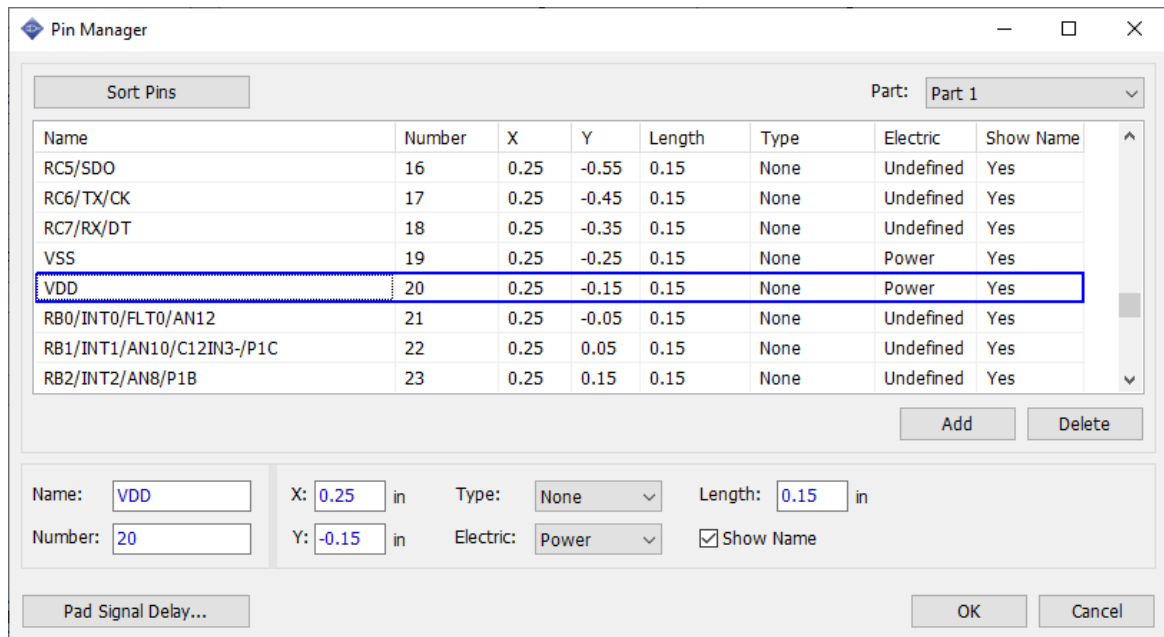 Pin Manager
Sort Pins Part: Part 1
Name Number X Y Length Type Electric Show Name
RC5/SDO 16 0.25 -0.55 0.15 None Undefined Yes
RC6/TX/CK 17 0.25 -0.45 0.15 None Undefined Yes
RC7/RX/DT 18 0.25 -0.35 0.15 None Undefined Yes
VSS 19 0.25 -0.25 0.15 None Power Yes
VDD 20 0.25 -0.15 0.15 None Power Yes
RB0/INT0/FLT0/AN12 21 0.25 -0.05 0.15 None Undefined Yes
RB1/INT1/AN10/C12IN3-/P1C 22 0.25 0.05 0.15 None Undefined Yes
RB2/INT2/AN8/P1B 23 0.25 0.15 0.15 None Undefined Yes
Add Delete
Name: VDD X: 0.25 in Type: None Length: 0.15 in
Number: 20 Y: -0.15 in Electric: Power Show Name
Pad Signal Delay... OK Cancel